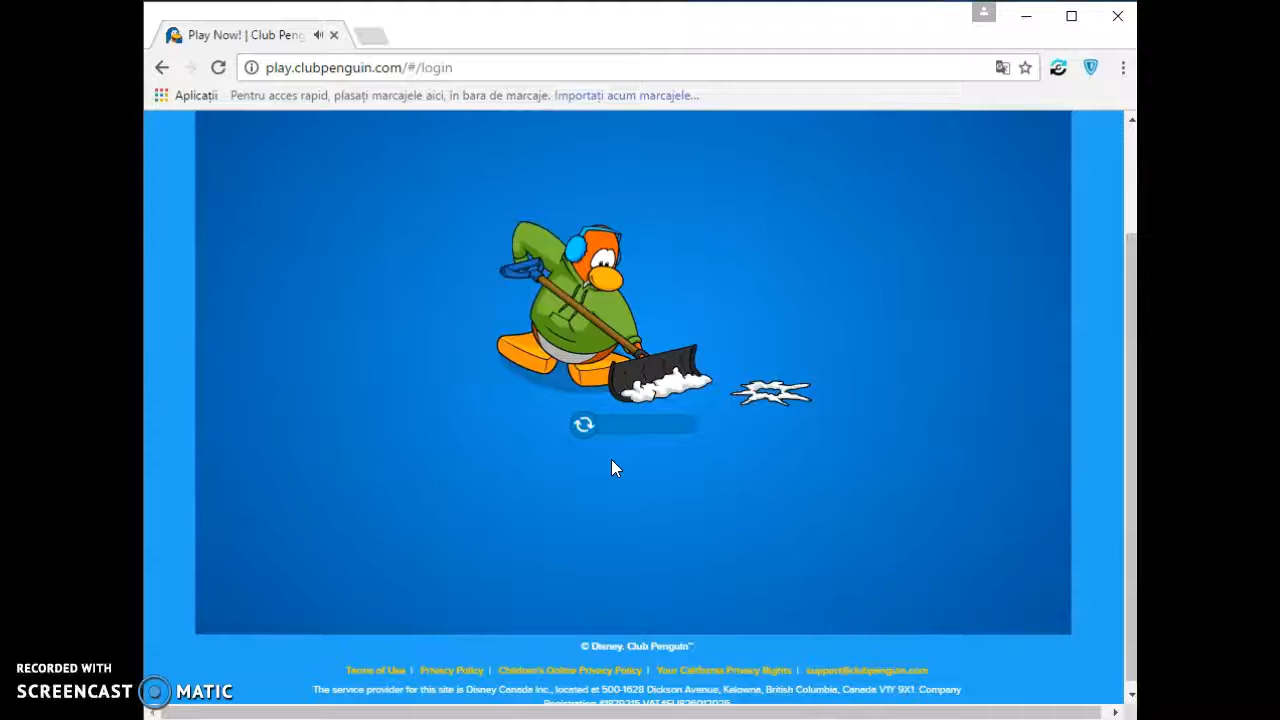 Play Now! | Club Peng
play.clubpenguin.com/#/login
Aplicații Pentru acces rapid, plasați marcajele aici, în bara de marcaje. Importați acum marcajele...
© Disney. Club Penguin™
Terms of Use | Privacy Policy | Children's Online Privacy Policy | Your California Privacy Rights | support@clubpenguin.com
The service provider for this site is Disney Canada Inc., located at 500-1628 Dickson Avenue, Kelowna, British Columbia, Canada V1Y 9X1. Company
RECORDED WITH
SCREENCAST MATIC